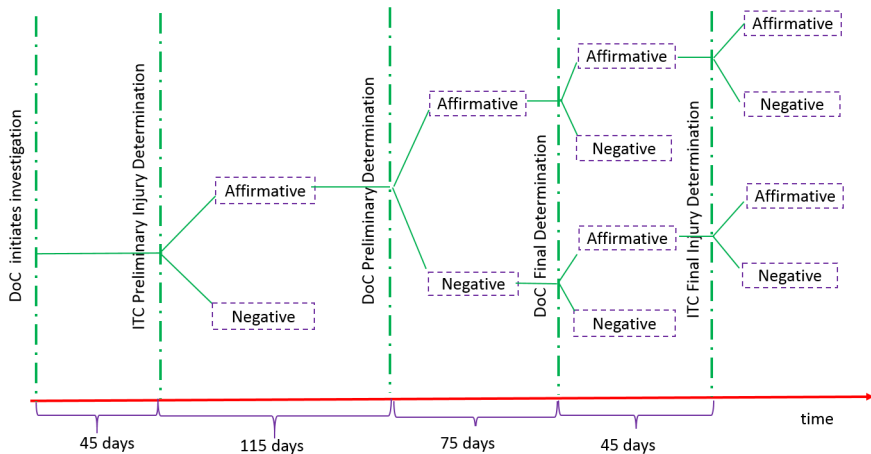 DoC initiates investigation
ITC Preliminary Injury Determination
Affirmative
Negative
DoC Preliminary Determination
Affirmative
Negative
DoC Final Determination
Affirmative
Negative
Affirmative
Negative
ITC Final Injury Determination
Affirmative
Negative
Affirmative
Negative
time
45 days
115 days
75 days
45 days